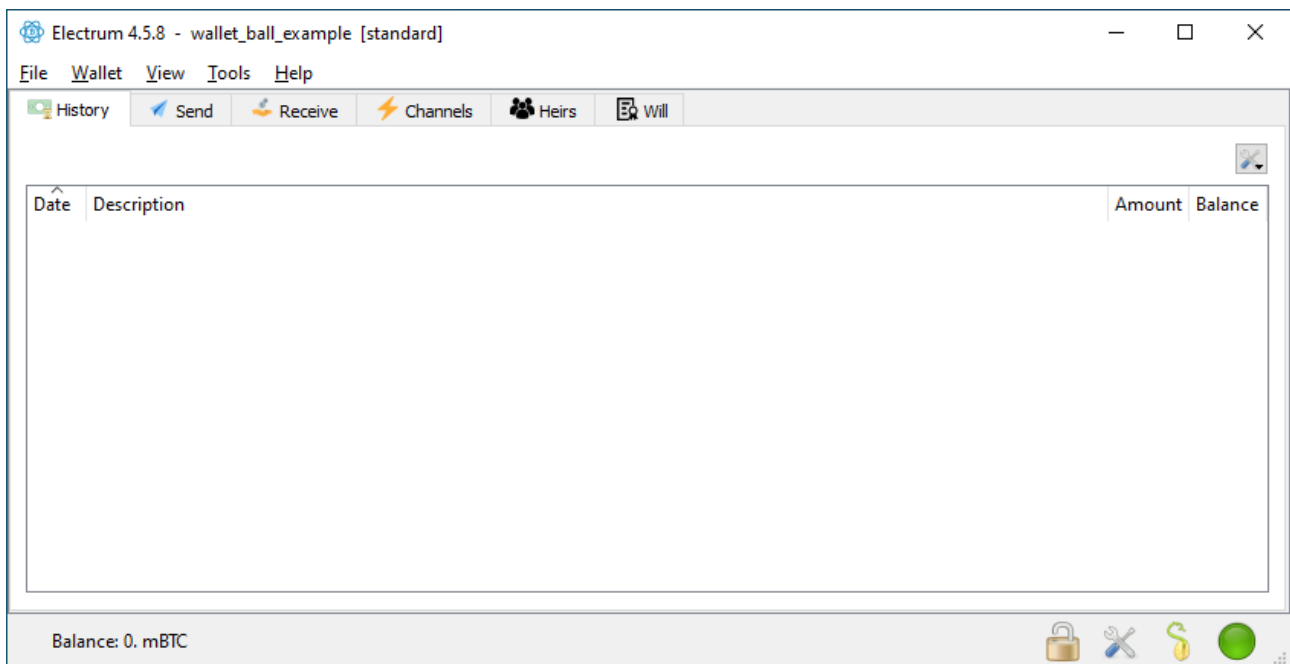 Electrum 4.5.8 - wallet_ball_example [standard]
File Wallet View Tools Help
History Send Receive Channels Heirs Will
Date Description Amount Balance
Balance: 0. mBTC